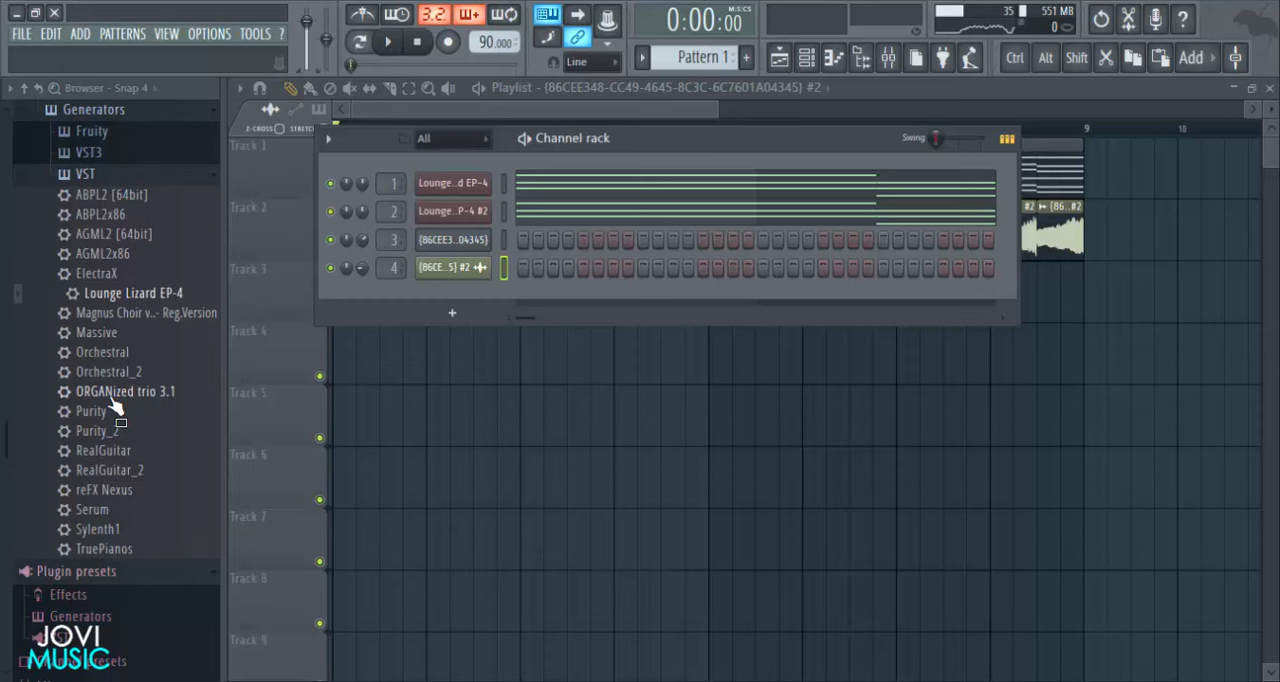 FILE EDIT ADD PATTERNS VIEW OPTIONS TOOLS ?
3.2.
90.000
Line
0:00:00
M:S:CS
Pattern 1
35
551 MB
0
Ctrl
Alt
Shift
Add
Browser - Snap 4
Generators
Fruity
VST3
VST
ABPL2 [64bit]
ABPL2x86
AGML2 [64bit]
AGML2x86
ElectraX
Lounge Lizard EP-4
Magnus Choir v..- Reg.Version
Massive
Orchestral
Orchestral_2
ORGANized trio 3.1
Purity
Purity_2
RealGuitar
RealGuitar_2
reFX Nexus
Serum
Sylenth1
TruePianos
Plugin presets
Effects
Generators
JOVI
MUSIC
Playlist - {86CEE348-CC49-4645-8C3C-6C7601A04345} #2
Z-CROSS
STRETCH
9
10
Track 1
Track 2
Track 3
Track 4
Track 5
Track 6
Track 7
Track 8
Track 9
All
Channel rack
Swing
1 Lounge..d EP-4
2 Lounge..P-4 #2
3 {86CEE3..04345}
4 {86CE..5} #2
#2
{86..#2